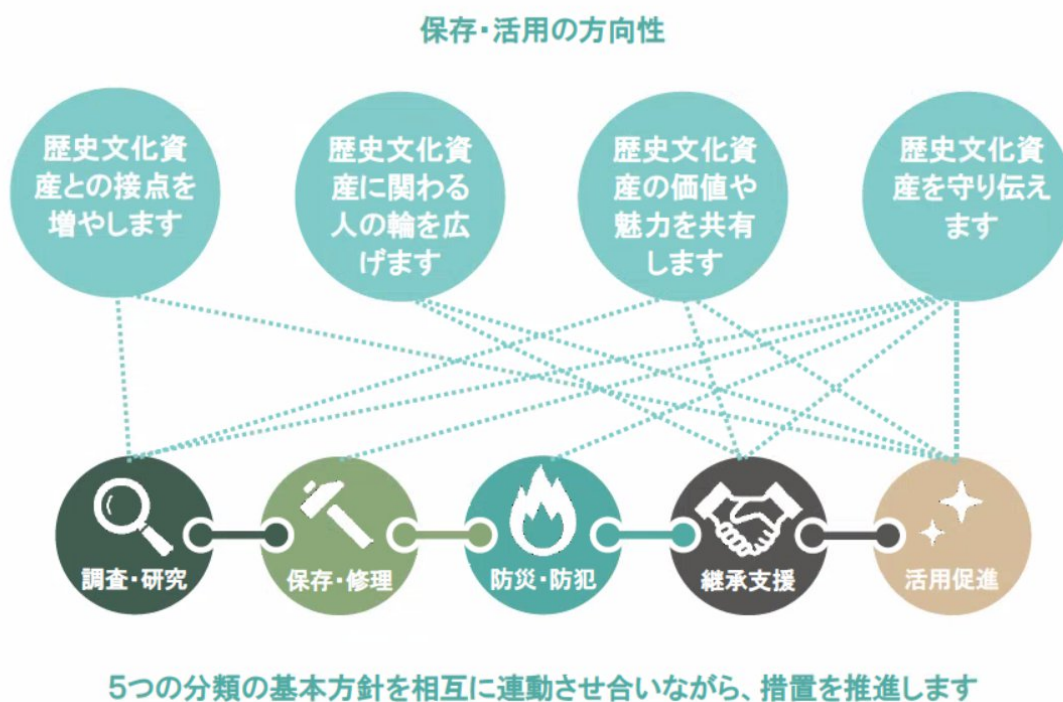 保存・活用の方向性
歴史文化資
産との接点を
増やします
歴史文化資
産に関わる
人の輪を広
げます
歴史文化資
産の価値や
魅力を共有
します
歴史文化資
産を守り伝え
ます
調査・研究
保存・修理
防災・防犯
継承支援
活用促進
5つの分類の基本方針を相互に連動させ合いながら、措置を推進します